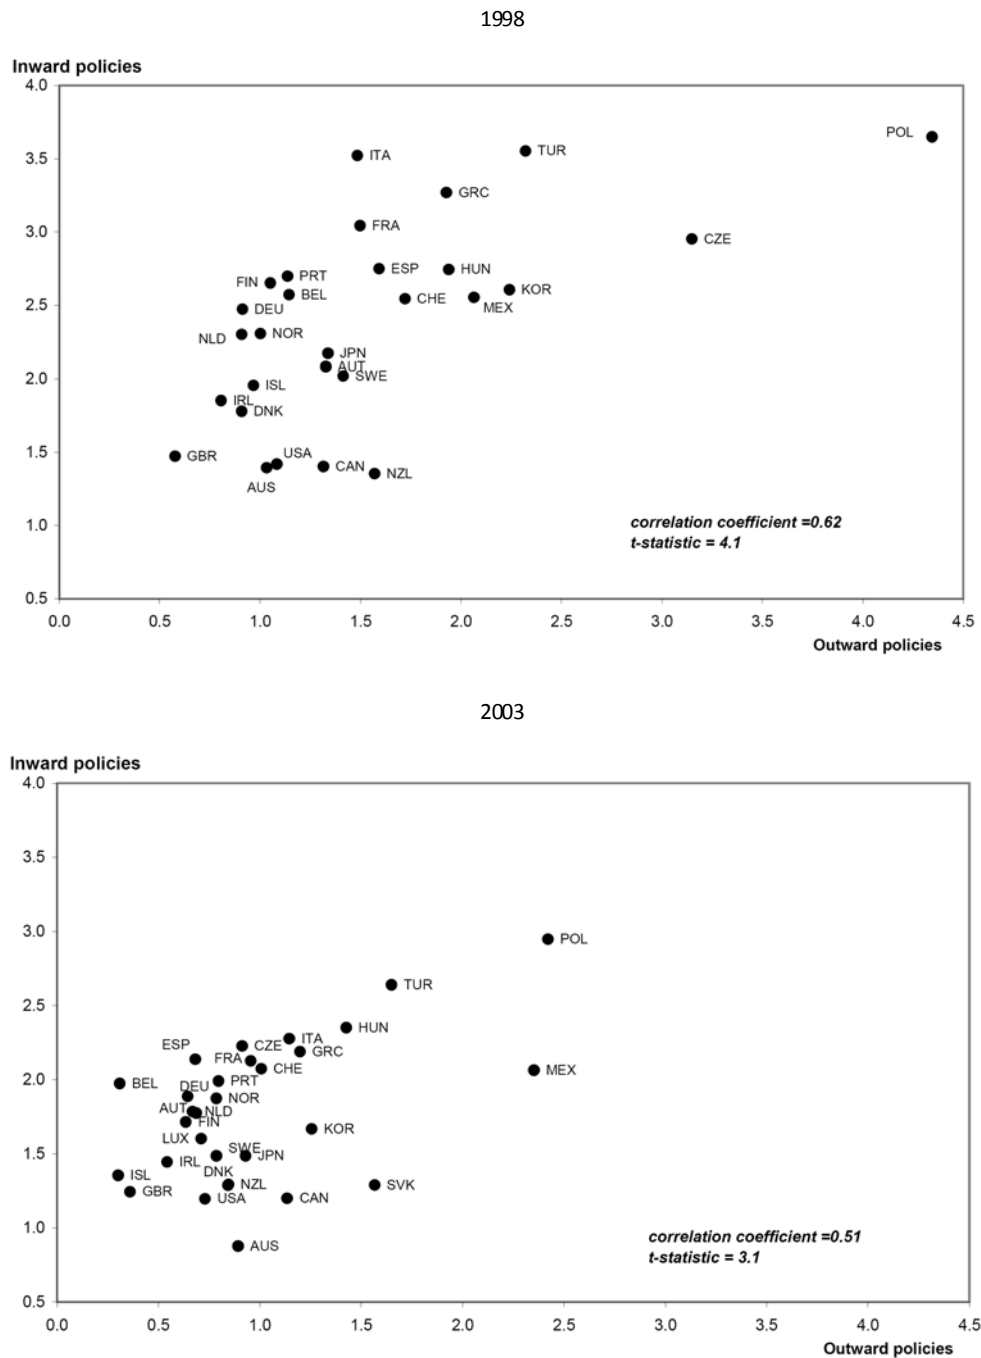 1998
Inward policies
4.0
POL
ITA
TUR
3.5
GRC
FRA
3.0
CZE
ESP
HUN
FIN
PRT
BEL
KOR
CHE
MEX
2.5
DEU
NLD
NOR
JPN
AUT
SWE
2.0
ISL
IRL
DNK
1.5
GBR
USA
CAN
NZL
AUS
1.0
correlation coefficient =0.62
t-statistic = 4.1
0.5
0.0 0.5 1.0 1.5 2.0 2.5 3.0 3.5 4.0 4.5
Outward policies
2003
Inward policies
4.0
3.5
3.0
POL
TUR
2.5
HUN
ITA
ESP
CZE
GRC
FRA
CHE
MEX
2.0
BEL
PRT
DEU
NOR
AUT
NLD
FIN
KOR
LUX
1.5
SWE
JPN
IRL
DNK
ISL
NZL
SVK
GBR
USA
CAN
1.0
AUS
correlation coefficient =0.51
t-statistic = 3.1
0.5
0.0 0.5 1.0 1.5 2.0 2.5 3.0 3.5 4.0 4.5
Outward policies